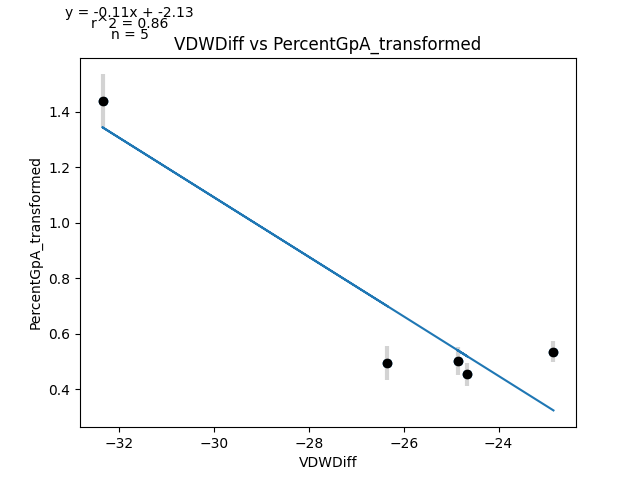 y = -0.11x + -2.13
r^2 = 0.86
n = 5
VDWDiff vs PercentGpA_transformed
PercentGpA_transformed
1.4
1.2
1.0
0.8
0.6
0.4
−32
−30
−28
−26
−24
VDWDiff